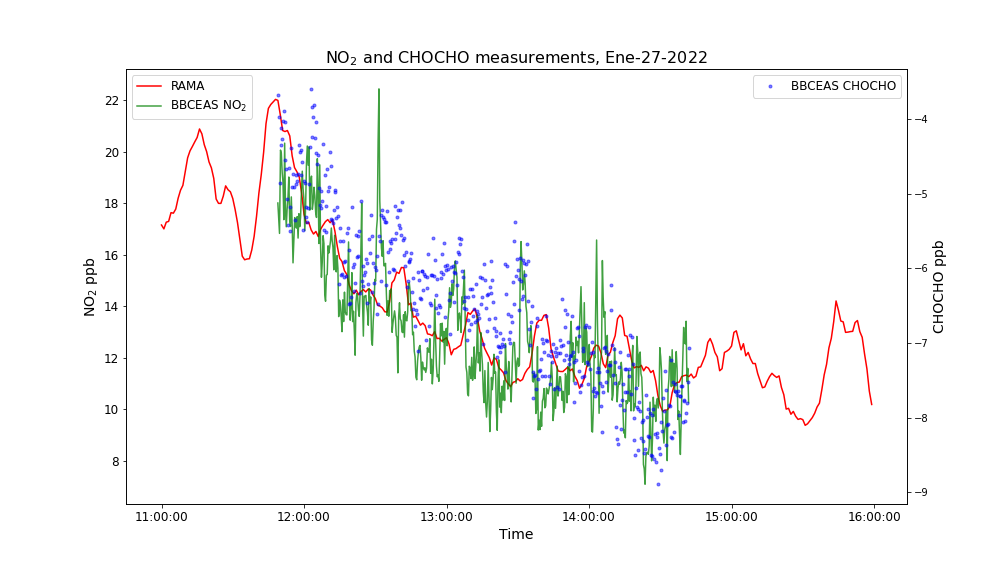 NO₂ and CHOCHO measurements, Ene-27-2022
RAMA
BBCEAS NO₂
BBCEAS CHOCHO
22
20
18
16
14
12
10
8
NO₂ ppb
−4
−5
−6
−7
−8
−9
CHOCHO ppb
11:00:00 12:00:00 13:00:00 14:00:00 15:00:00 16:00:00
Time